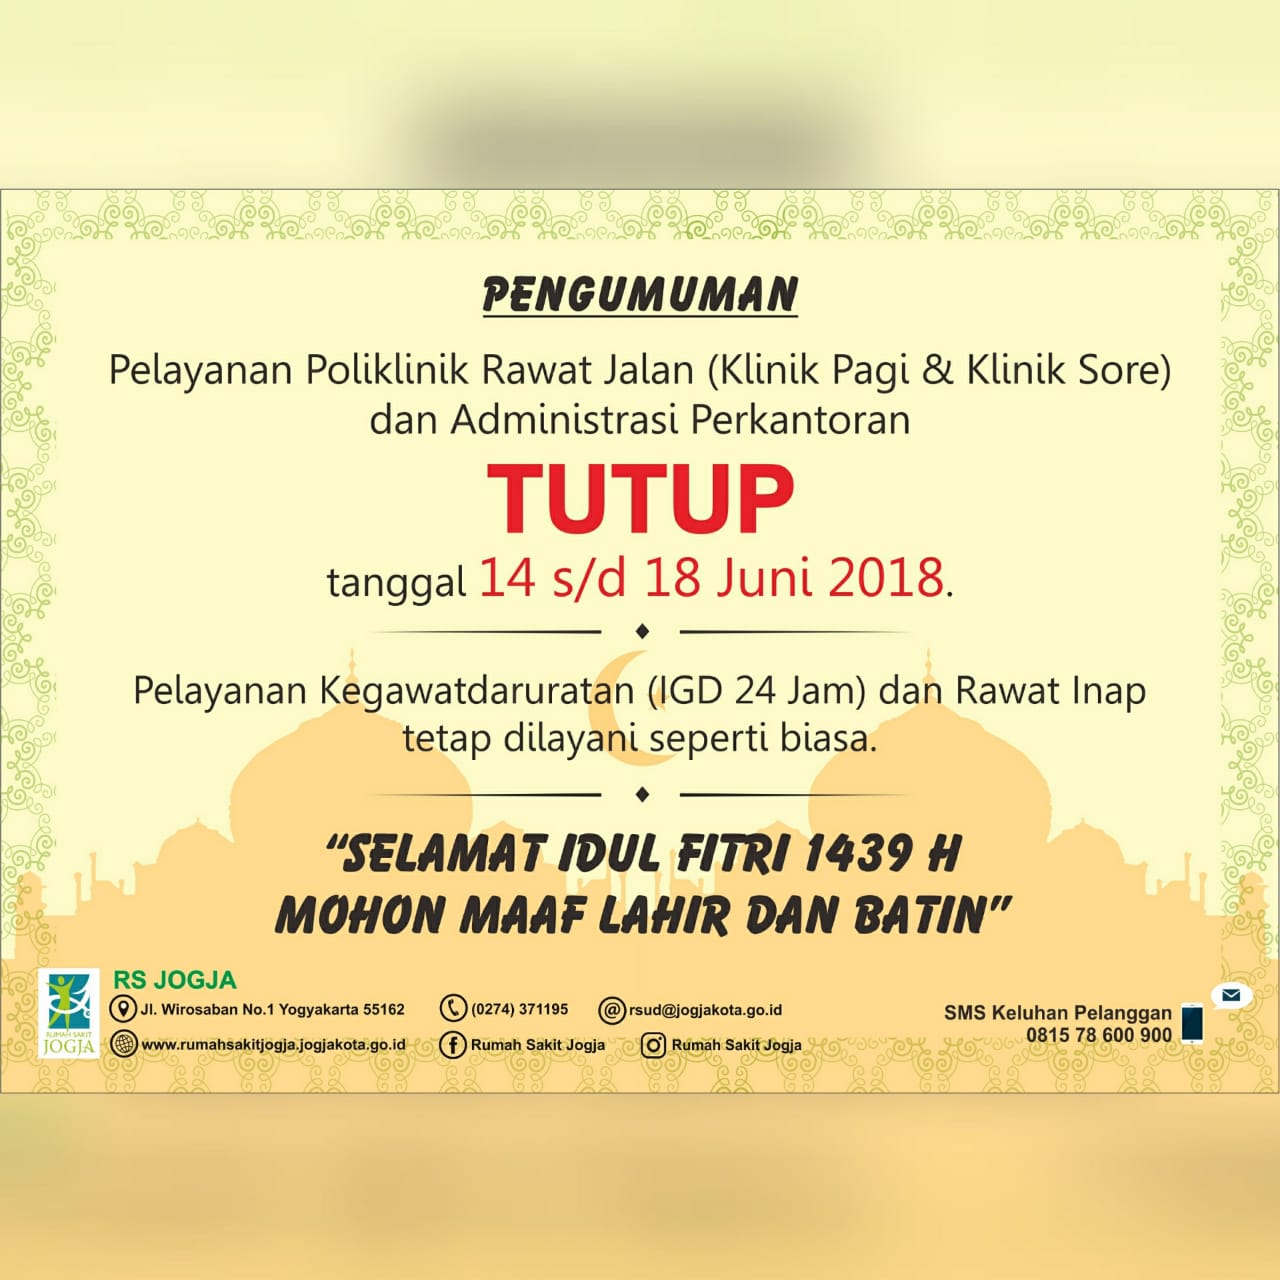 PENGUMUMAN
Pelayanan Poliklinik Rawat Jalan (Klinik Pagi & Klinik Sore)
dan Administrasi Perkantoran
TUTUP
tanggal 14 s/d 18 Juni 2018.
Pelayanan Kegawatdaruratan (IGD 24 Jam) dan Rawat Inap
tetap dilayani seperti biasa.
“SELAMAT IDUL FITRI 1439 H
MOHON MAAF LAHIR DAN BATIN”
RUMAH SAKIT
JOGJA
RS JOGJA
Jl. Wirosaban No.1 Yogyakarta 55162
(0274) 371195
rsud@jogjakota.go.id
www.rumahsakitjogja.jogjakota.go.id
Rumah Sakit Jogja
Rumah Sakit Jogja
SMS Keluhan Pelanggan
0815 78 600 900